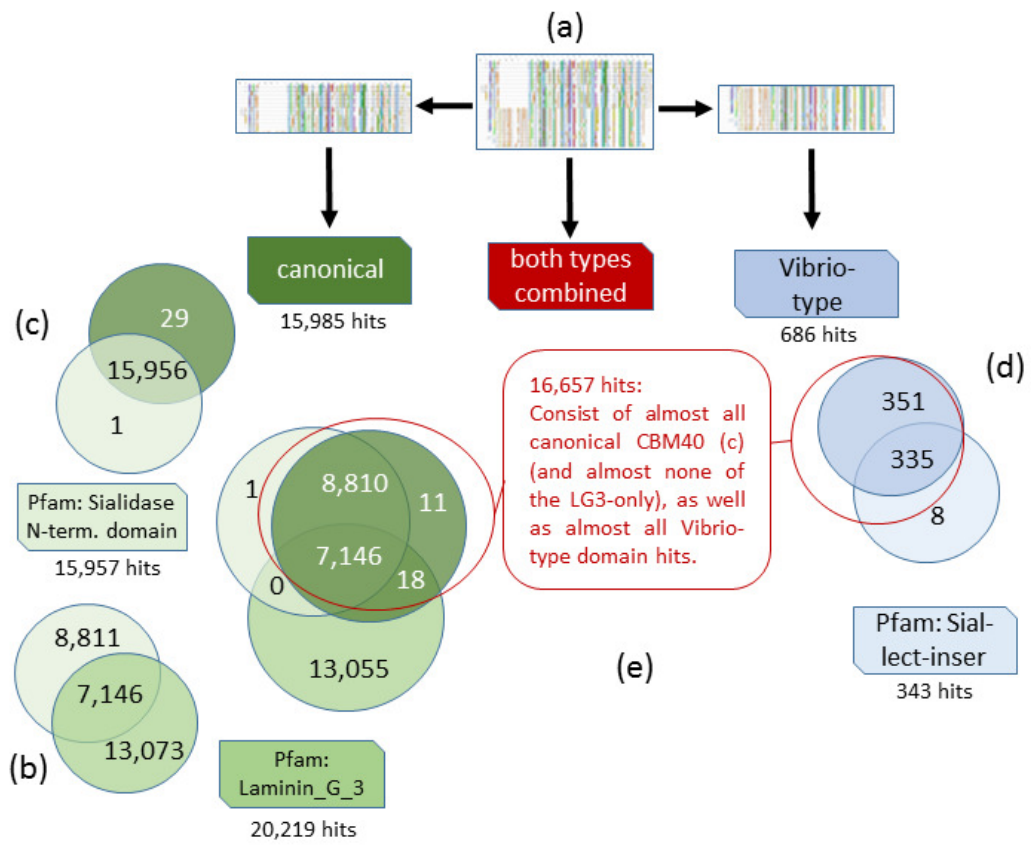 (a)
canonical
15,985 hits
both types
combined
Vibrio-
type
686 hits
(c)
29
15,956
1
Pfam: Sialidase
N-term. domain
15,957 hits
16,657 hits:
Consist of almost all
canonical CBM40 (c)
(and almost none of
the LG3-only), as well
as almost all Vibrio-
type domain hits.
(d)
351
335
8
Pfam: Sial-
lect-inser
343 hits
1
8,810
11
7,146
0
18
13,055
(e)
8,811
7,146
13,073
(b)
Pfam:
Laminin_G_3
20,219 hits